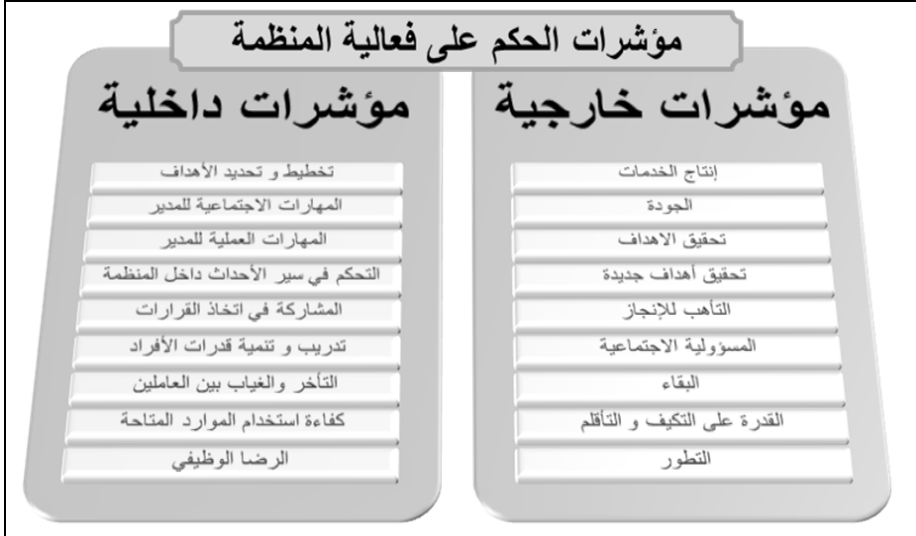 مؤشرات الحكم على فعالية المنظمة
مؤشرات خارجية
إنتاج الخدمات
الجودة
تحقيق الاهداف
تحقيق أهداف جديدة
التأهب للإنجاز
المسؤولية الاجتماعية
البقاء
القدرة على التكيف و التأقلم
التطور
مؤشرات داخلية
تخطيط و تحديد الأهداف
المهارات الاجتماعية للمدير
المهارات العملية للمدير
التحكم في سير الأحداث داخل المنظمة
المشاركة في اتخاذ القرارات
تدريب و تنمية قدرات الأفراد
التأخر والغياب بين العاملين
كفاءة استخدام الموارد المتاحة
الرضا الوظيفي